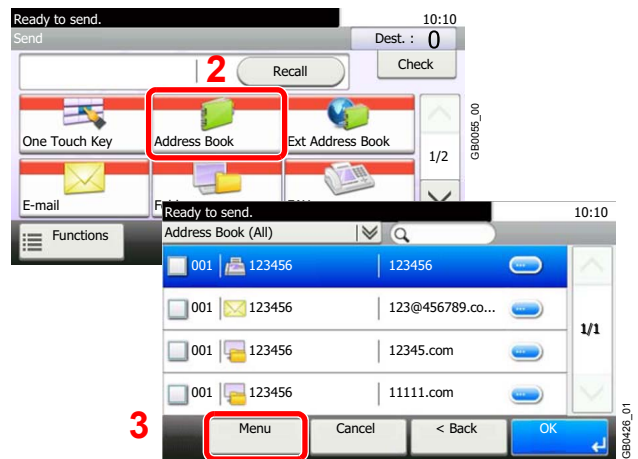 Ready to send. 10:10
Send Dest. : 0
2 Recall Check
One Touch Key Address Book Ext Address Book
1/2
E-mail
Functions
GB0055_00
Ready to send. 10:10
Address Book (All)
001 123456 123456
001 123456 123@456789.co...
1/1
001 123456 12345.com
001 123456 11111.com
3 Menu Cancel < Back OK
GB0426_01